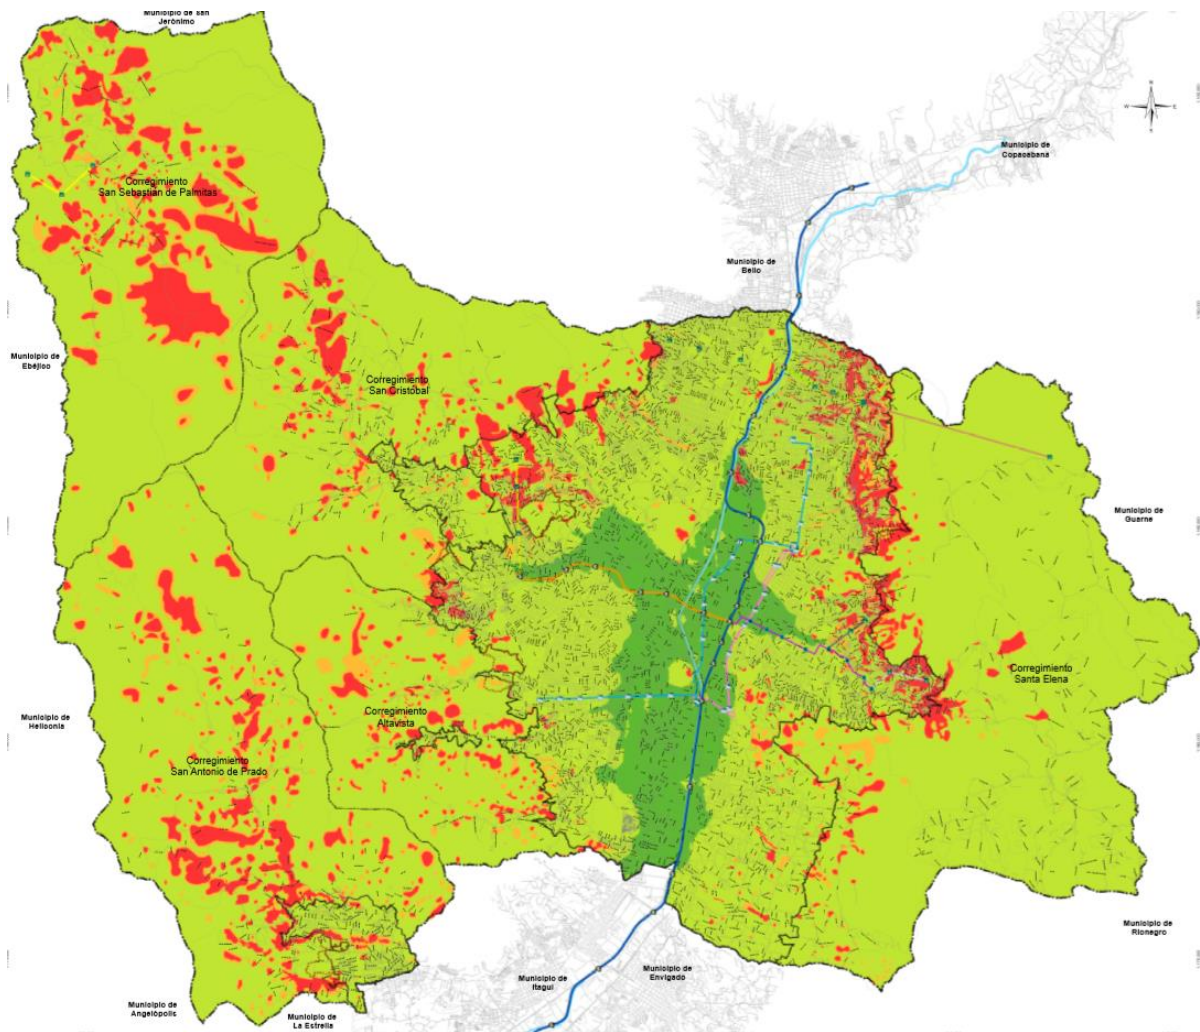 Municipio de San
Jerónimo
N
W
E
S
Municipio de
Copacabana
Corregimiento
San Sebastián de Palmitas
Municipio de
Bello
Municipio de
Ebéjico
Corregimiento
San Cristóbal
Municipio de
Guarne
Corregimiento
Santa Elena
Municipio de
Heliconia
Corregimiento
Altavista
Corregimiento
San Antonio de Prado
Municipio de
Rionegro
Municipio de
Itagui
Municipio de
Envigado
Municipio de
Angelópolis
Municipio de
La Estrella